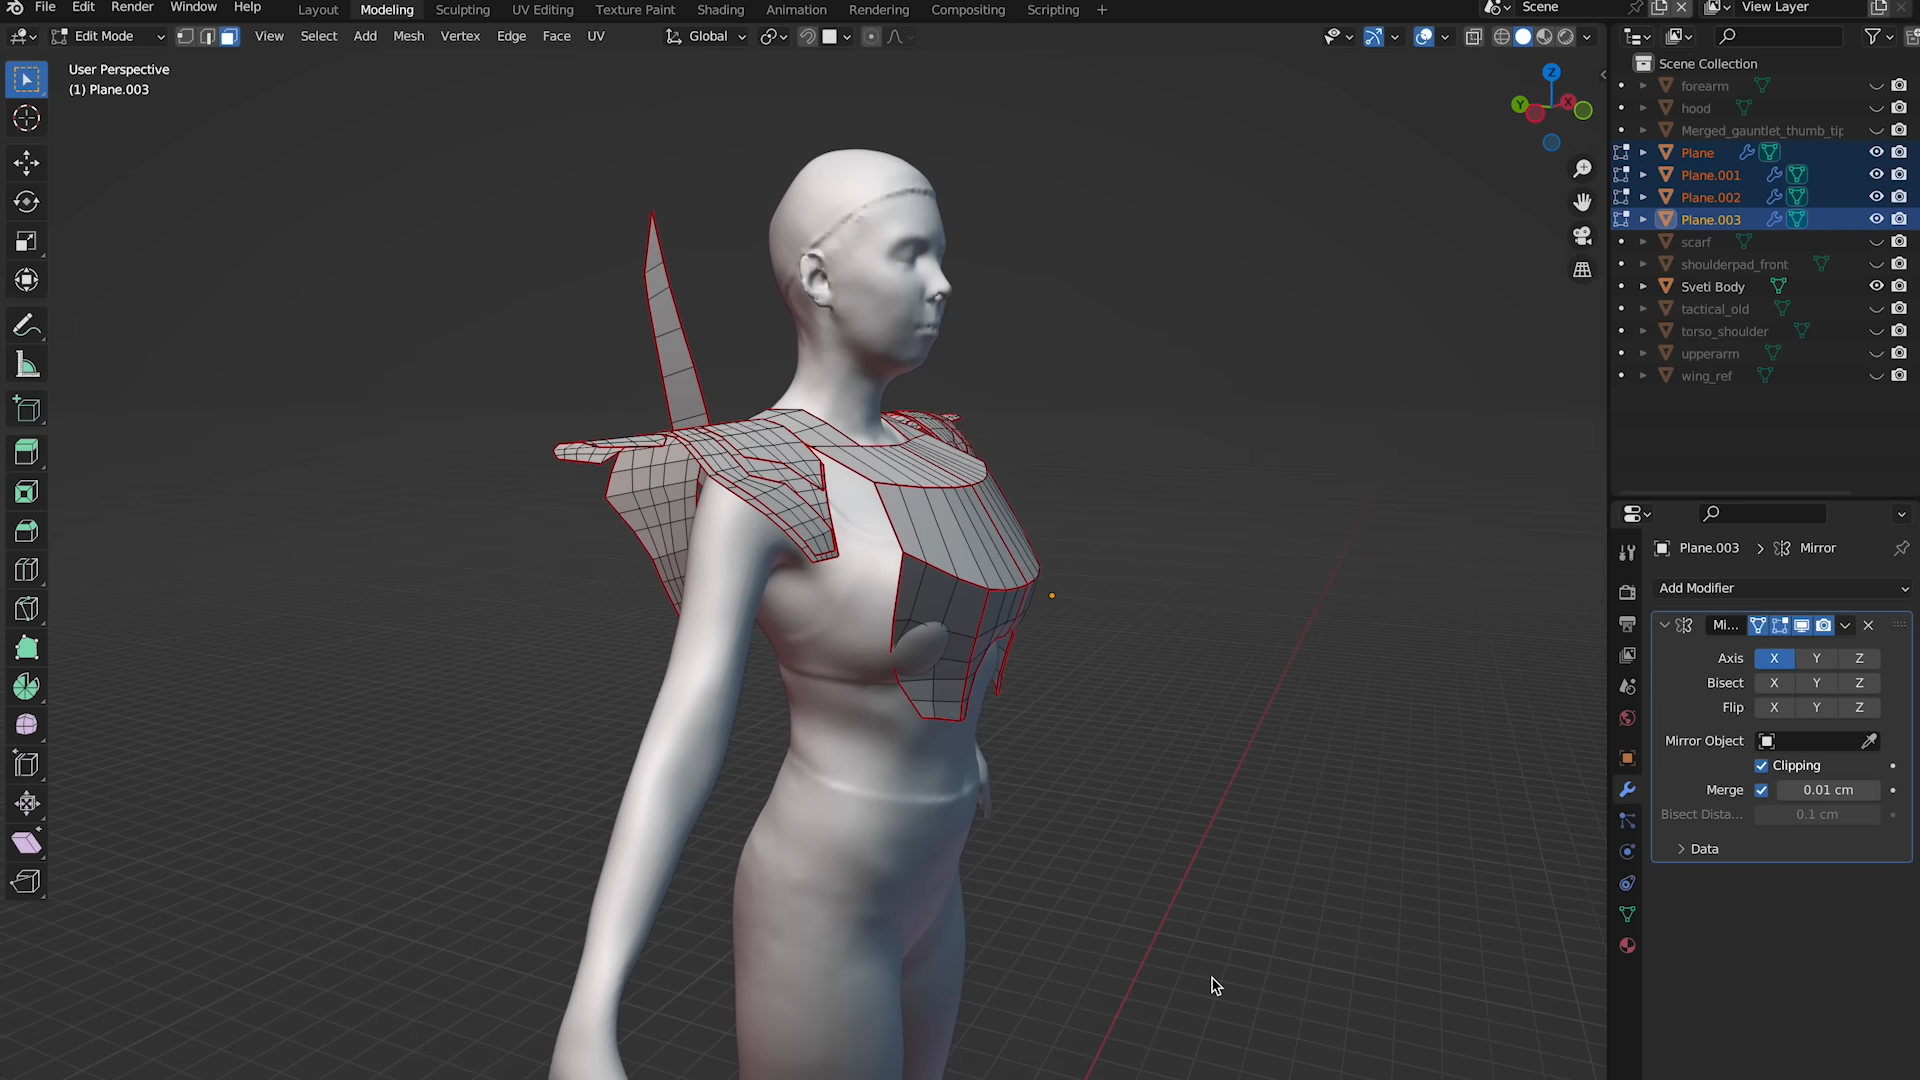 File Edit Render Window Help Layout Modeling Sculpting UV Editing Texture Paint Shading Animation Rendering Compositing Scripting + Scene View Layer
Edit Mode View Select Add Mesh Vertex Edge Face UV Global
User Perspective
(1) Plane.003
Z
Y
X
Scene Collection
forearm
hood
Merged_gauntlet_thumb_tip
Plane
Plane.001
Plane.002
Plane.003
scarf
shoulderpad_front
Sveti Body
tactical_old
torso_shoulder
upperarm
wing_ref
Plane.003 > Mirror
Add Modifier
Mi...
Axis X Y Z
Bisect X Y Z
Flip X Y Z
Mirror Object
Clipping
Merge 0.01 cm
Bisect Dista... 0.1 cm
Data